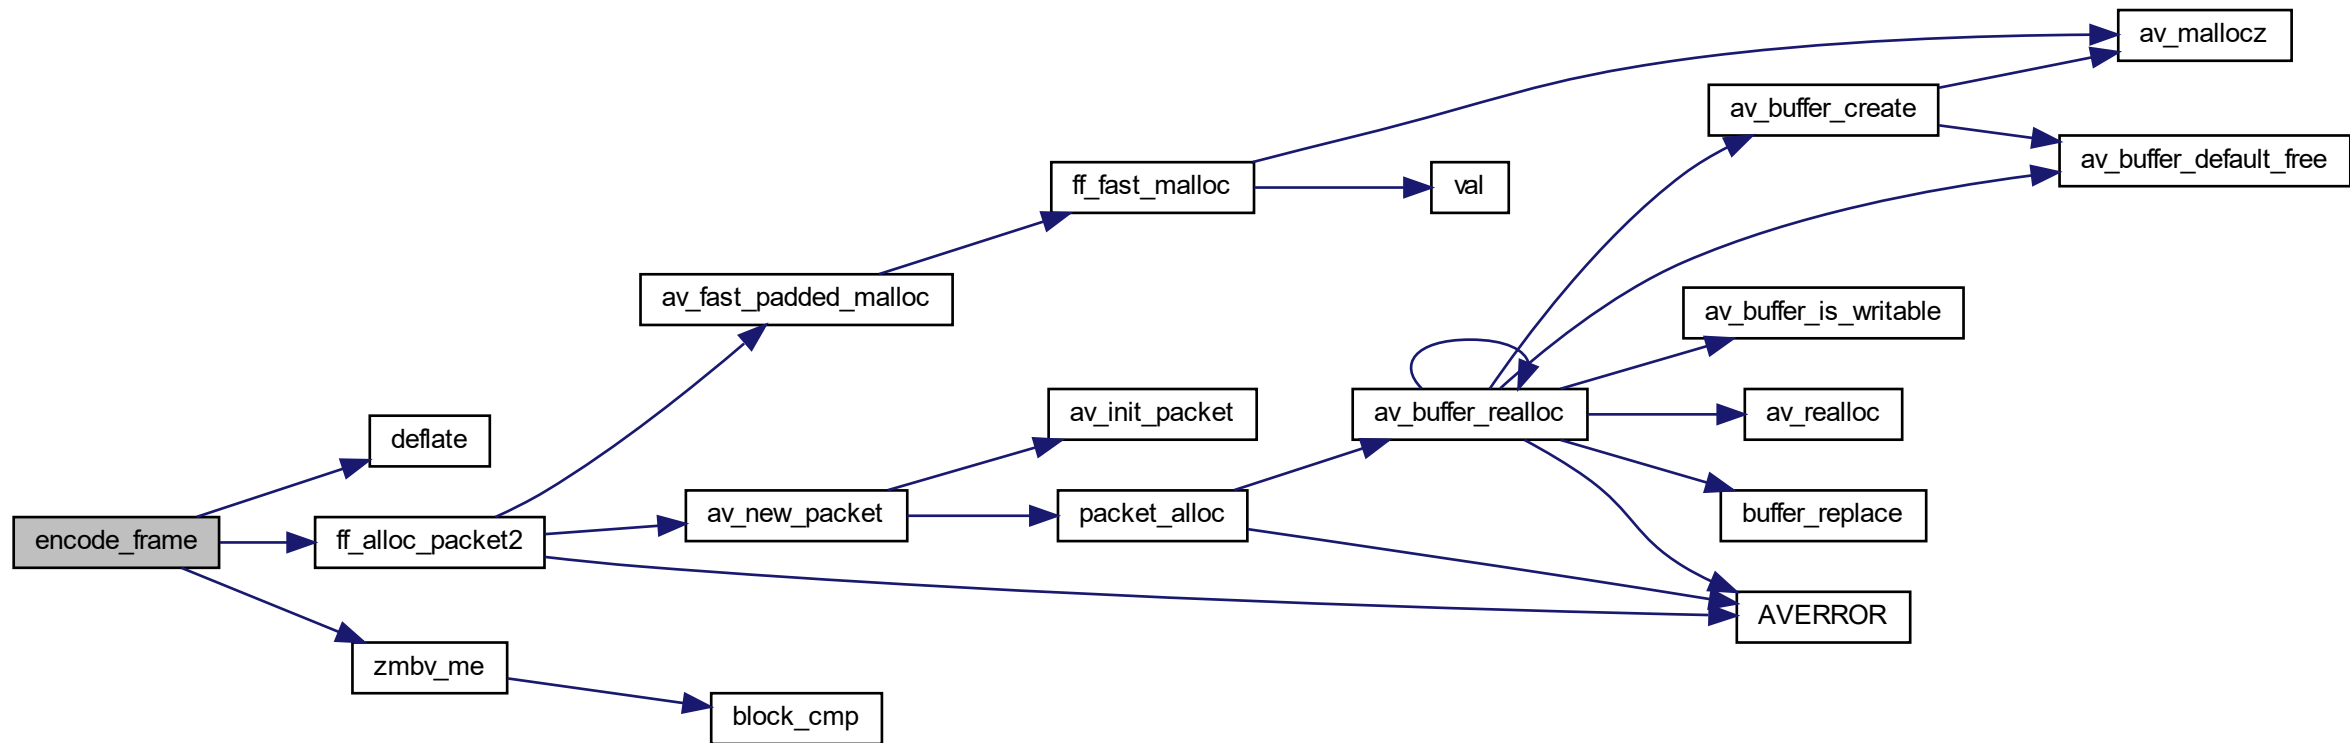 av_mallocz
av_buffer_create
av_buffer_default_free
ff_fast_malloc
val
av_fast_padded_malloc
av_buffer_is_writable
av_init_packet
av_buffer_realloc
av_realloc
deflate
av_new_packet
packet_alloc
buffer_replace
encode_frame
ff_alloc_packet2
AVERROR
zmbv_me
block_cmp